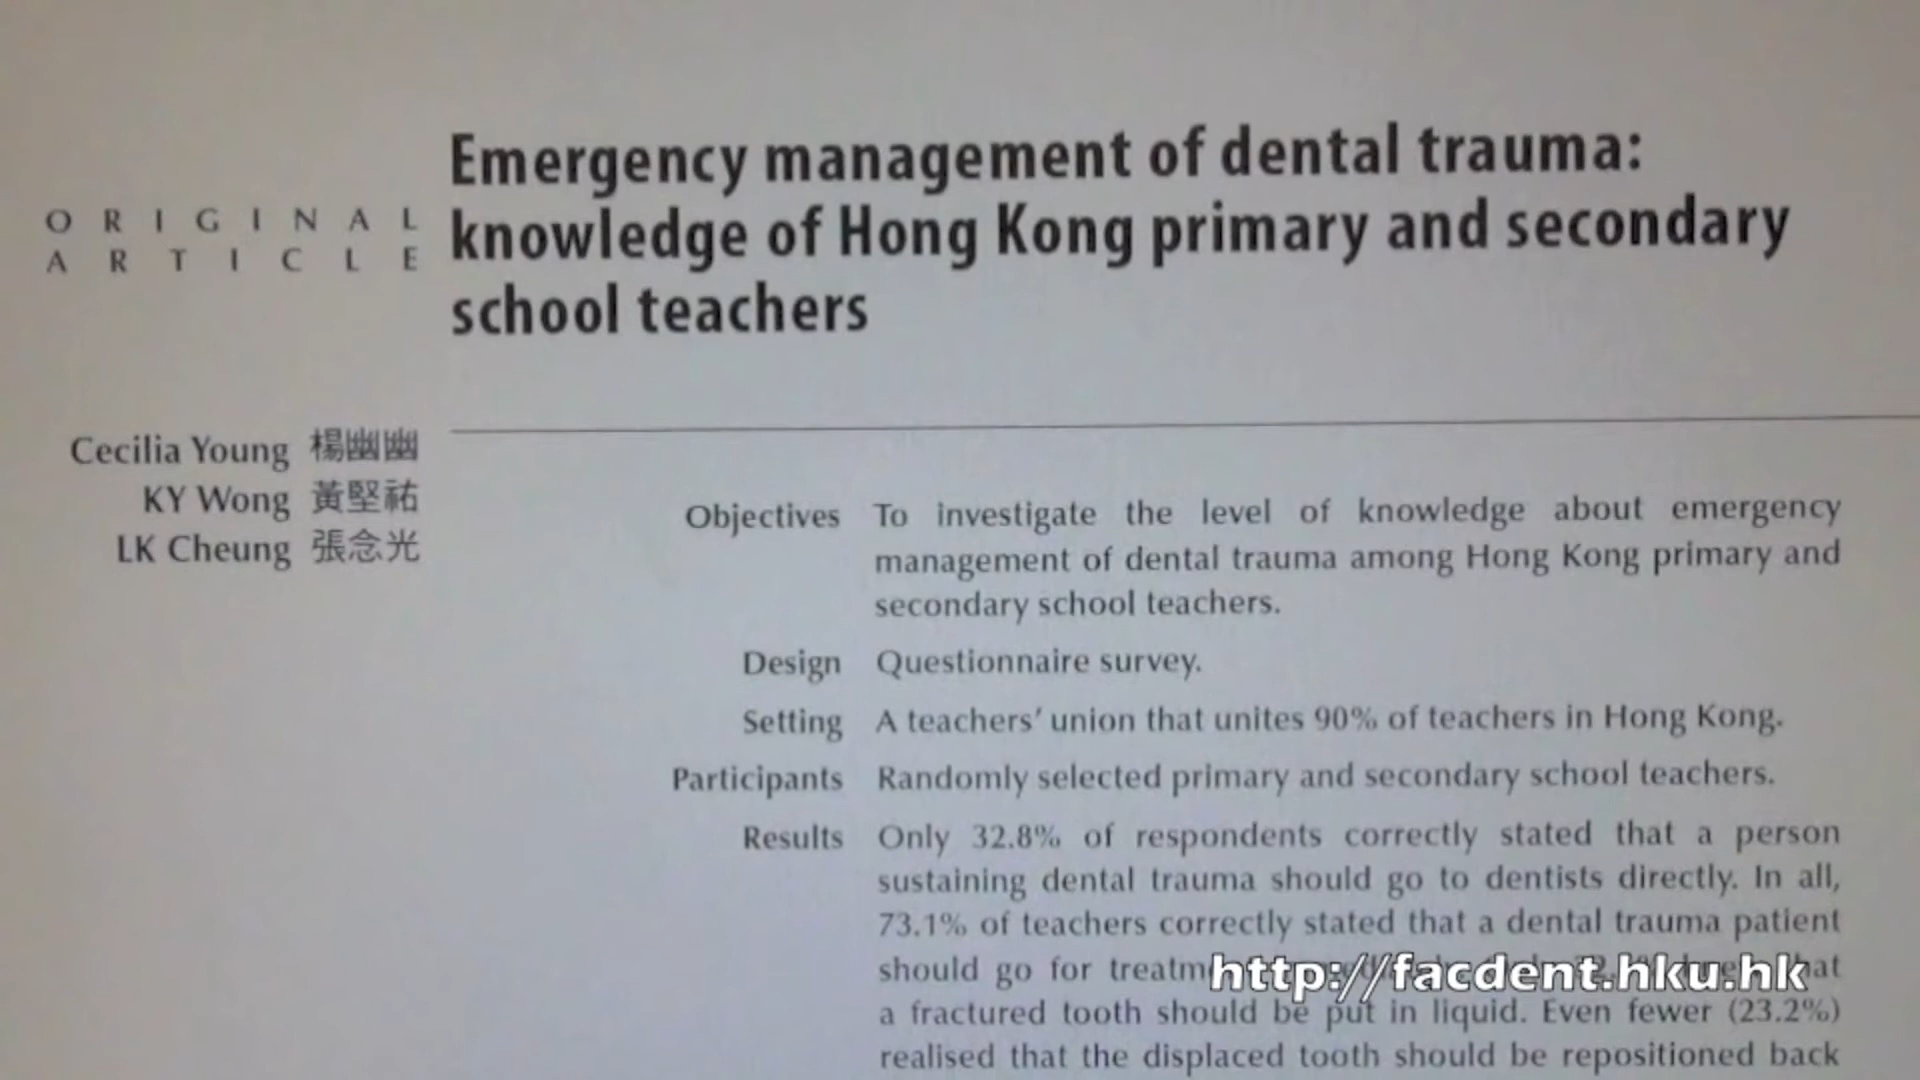 ORIGINAL
ARTICLE
Emergency management of dental trauma:
knowledge of Hong Kong primary and secondary
school teachers
Cecilia Young 楊幽幽
KY Wong 黃堅祐
LK Cheung 張念光
Objectives To investigate the level of knowledge about emergency
management of dental trauma among Hong Kong primary and
secondary school teachers.
Design Questionnaire survey.
Setting A teachers' union that unites 90% of teachers in Hong Kong.
Participants Randomly selected primary and secondary school teachers.
Results Only 32.8% of respondents correctly stated that a person
sustaining dental trauma should go to dentists directly. In all,
73.1% of teachers correctly stated that a dental trauma patient
should go for
http://facdent.hku.hk
a fractured tooth should be put in liquid. Even fewer (23.2%)
realised that the displaced tooth should be repositioned back